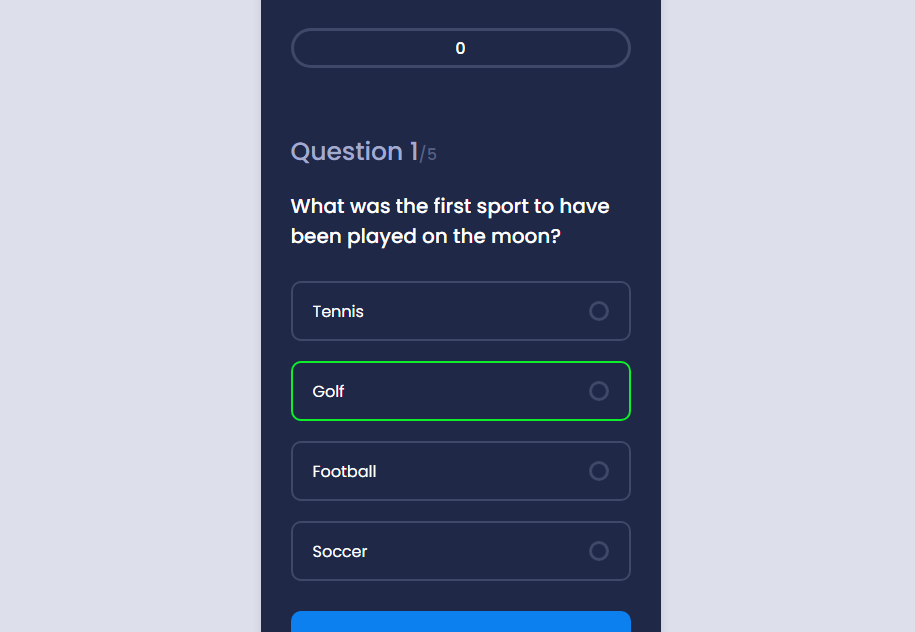 0
Question 1/5
What was the first sport to have
been played on the moon?
Tennis
Golf
Football
Soccer